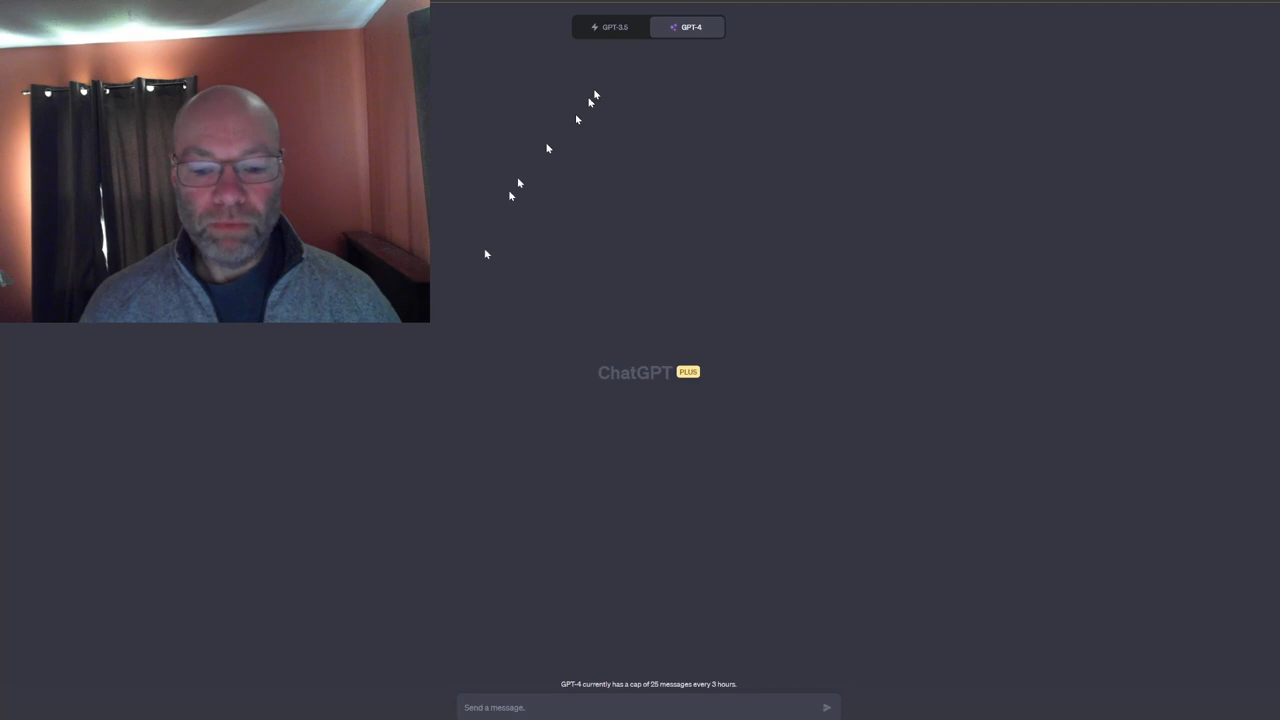 GPT-3.5
GPT-4
ChatGPT PLUS
GPT-4 currently has a cap of 25 messages every 3 hours.
Send a message.